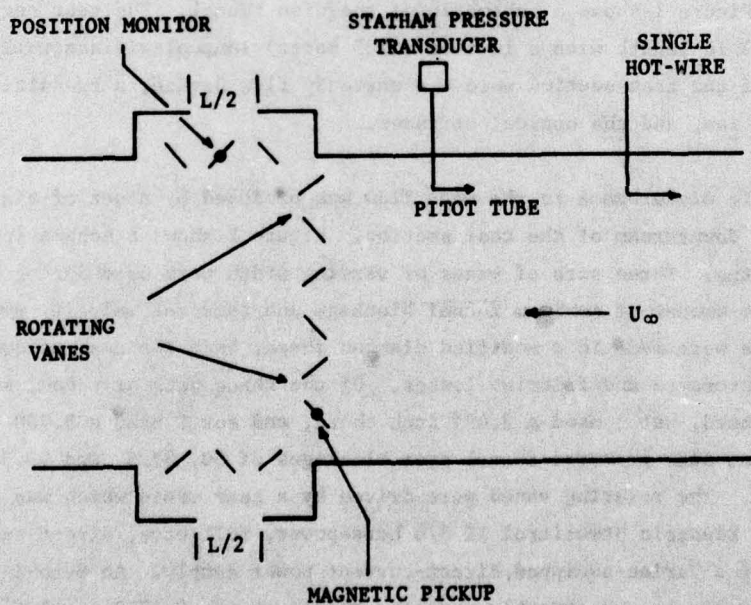 POSITION MONITOR
L/2
STATHAM PRESSURE
TRANSDUCER
SINGLE
HOT-WIRE
PITOT TUBE
ROTATING
VANES
U∞
L/2
MAGNETIC PICKUP